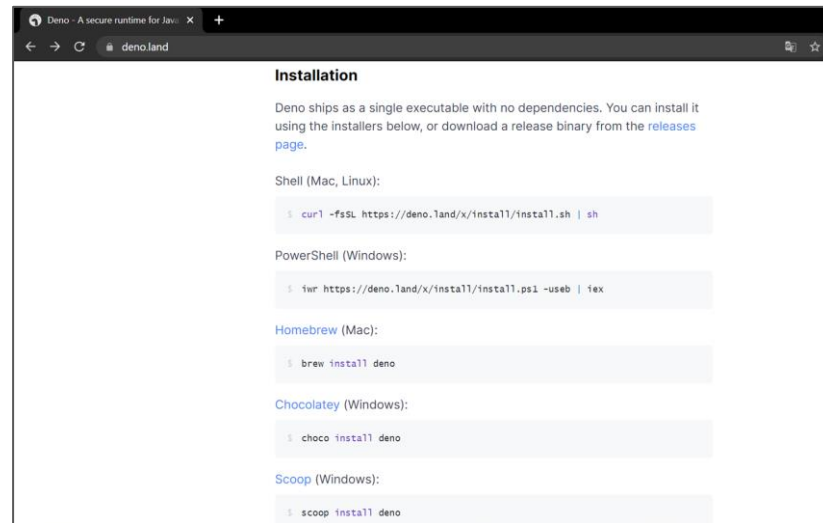 Deno - A secure runtime for Java
deno.land
Installation
Deno ships as a single executable with no dependencies. You can install it
using the installers below, or download a release binary from the releases
page.
Shell (Mac, Linux):
$ curl -fsSL https://deno.land/x/install/install.sh | sh
PowerShell (Windows):
$ iwr https://deno.land/x/install/install.ps1 -useb | iex
Homebrew (Mac):
$ brew install deno
Chocolatey (Windows):
$ choco install deno
Scoop (Windows):
$ scoop install deno